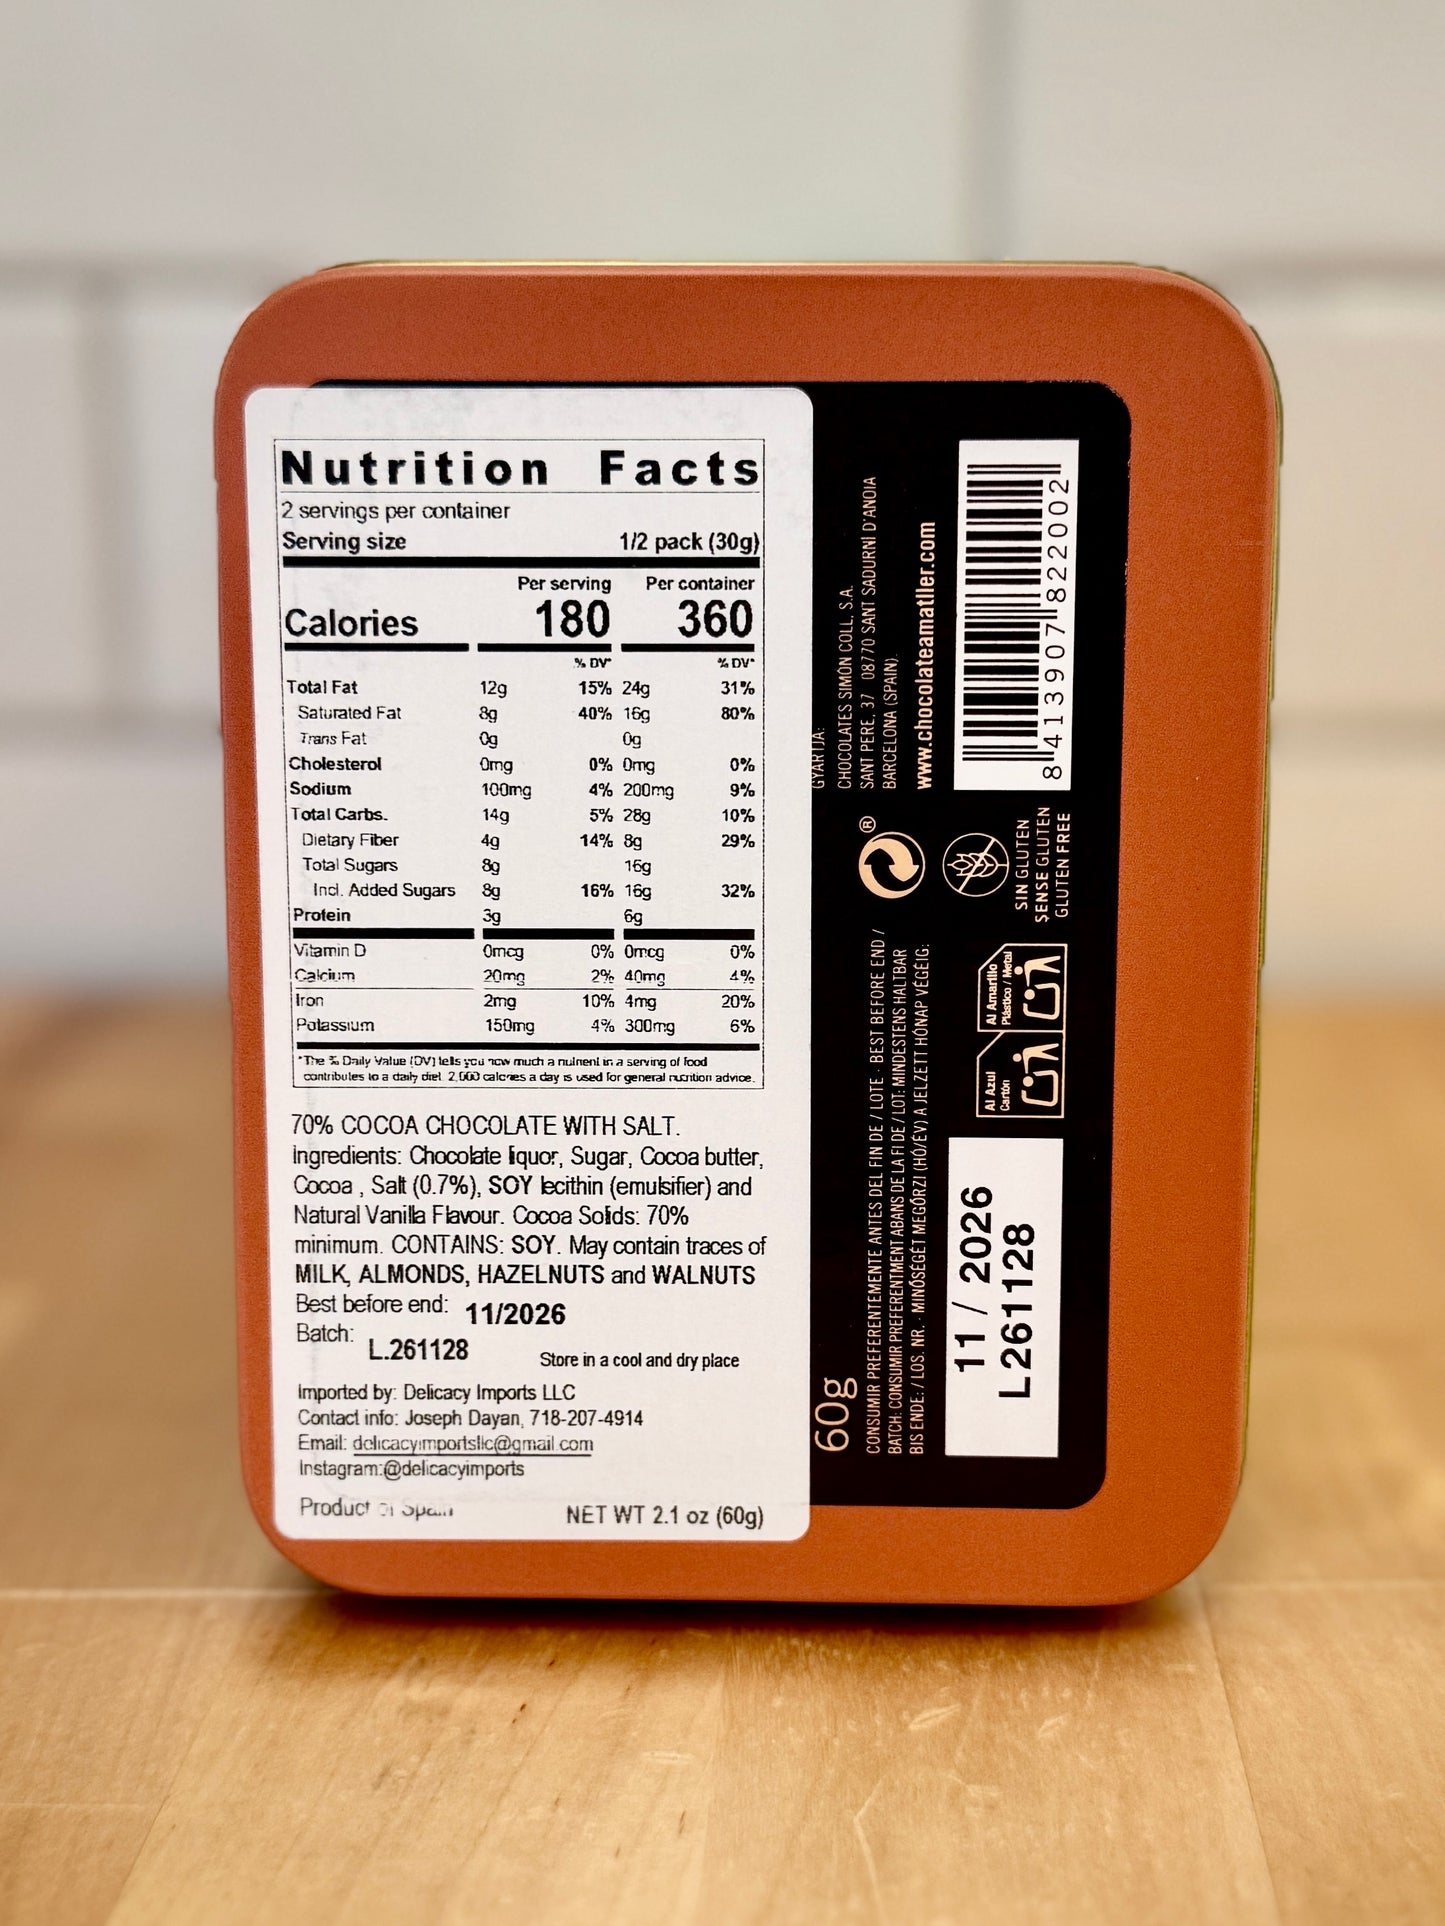 Nutrition Facts
2 servings per container
Serving size 1/2 pack (30g)
Per serving Per container
Calories 180 360
% DV* % DV*
Total Fat 12g 15% 24g 31%
Saturated Fat 8g 40% 16g 80%
Trans Fat 0g 0g
Cholesterol 0mg 0% 0mg 0%
Sodium 100mg 4% 200mg 9%
Total Carbs. 14g 5% 28g 10%
Dietary Fiber 4g 14% 8g 29%
Total Sugars 8g 16g
Incl. Added Sugars 8g 16% 16g 32%
Protein 3g 6g
Vitamin D 0mcg 0% 0mcg 0%
Calcium 20mg 2% 40mg 4%
Iron 2mg 10% 4mg 20%
Potassium 150mg 4% 300mg 6%
*The % Daily Value (DV) tells you how much a nutrient in a serving of food
contributes to a daily diet. 2,000 calories a day is used for general nutrition advice.
70% COCOA CHOCOLATE WITH SALT.
Ingredients: Chocolate liquor, Sugar, Cocoa butter,
Cocoa , Salt (0.7%), SOY lecithin (emulsifier) and
Natural Vanilla Flavour. Cocoa Solids: 70%
minimum. CONTAINS: SOY. May contain traces of
MILK, ALMONDS, HAZELNUTS and WALNUTS
Best before end: 11/2026
Batch: L.261128
Store in a cool and dry place
Imported by: Delicacy Imports LLC
Contact info: Joseph Dayan, 718-207-4914
Email: delicacyimportsllc@gmail.com
Instagram:@delicacyimports
Product of Spain NET WT 2.1 oz (60g)
GYÁRTJA:
CHOCOLATES SIMÓN COLL, S.A.
SANT PERE, 37 08770 SANT SADURNÍ D'ANOIA
BARCELONA (SPAIN).
www.chocolateamatller.com
8 413907 822002
®
SIN GLUTEN
SENSE GLUTEN
GLUTEN FREE
Al Amarillo
Plástico / Metal
Al Azul
Cartón
60g
CONSUMIR PREFERENTEMENTE ANTES DEL FIN DE / LOTE · BEST BEFORE END /
BATCH: CONSUMIR PREFERENTMENT ABANS DE LA FI DE / LOT: MINDESTENS HALTBAR
BIS ENDE: / LOS. NR. · MINŐSÉGÉT MEGŐRZI (HÓ/ÉV) A JELZETT HÓNAP VÉGÉIG:
11 / 2026
L261128